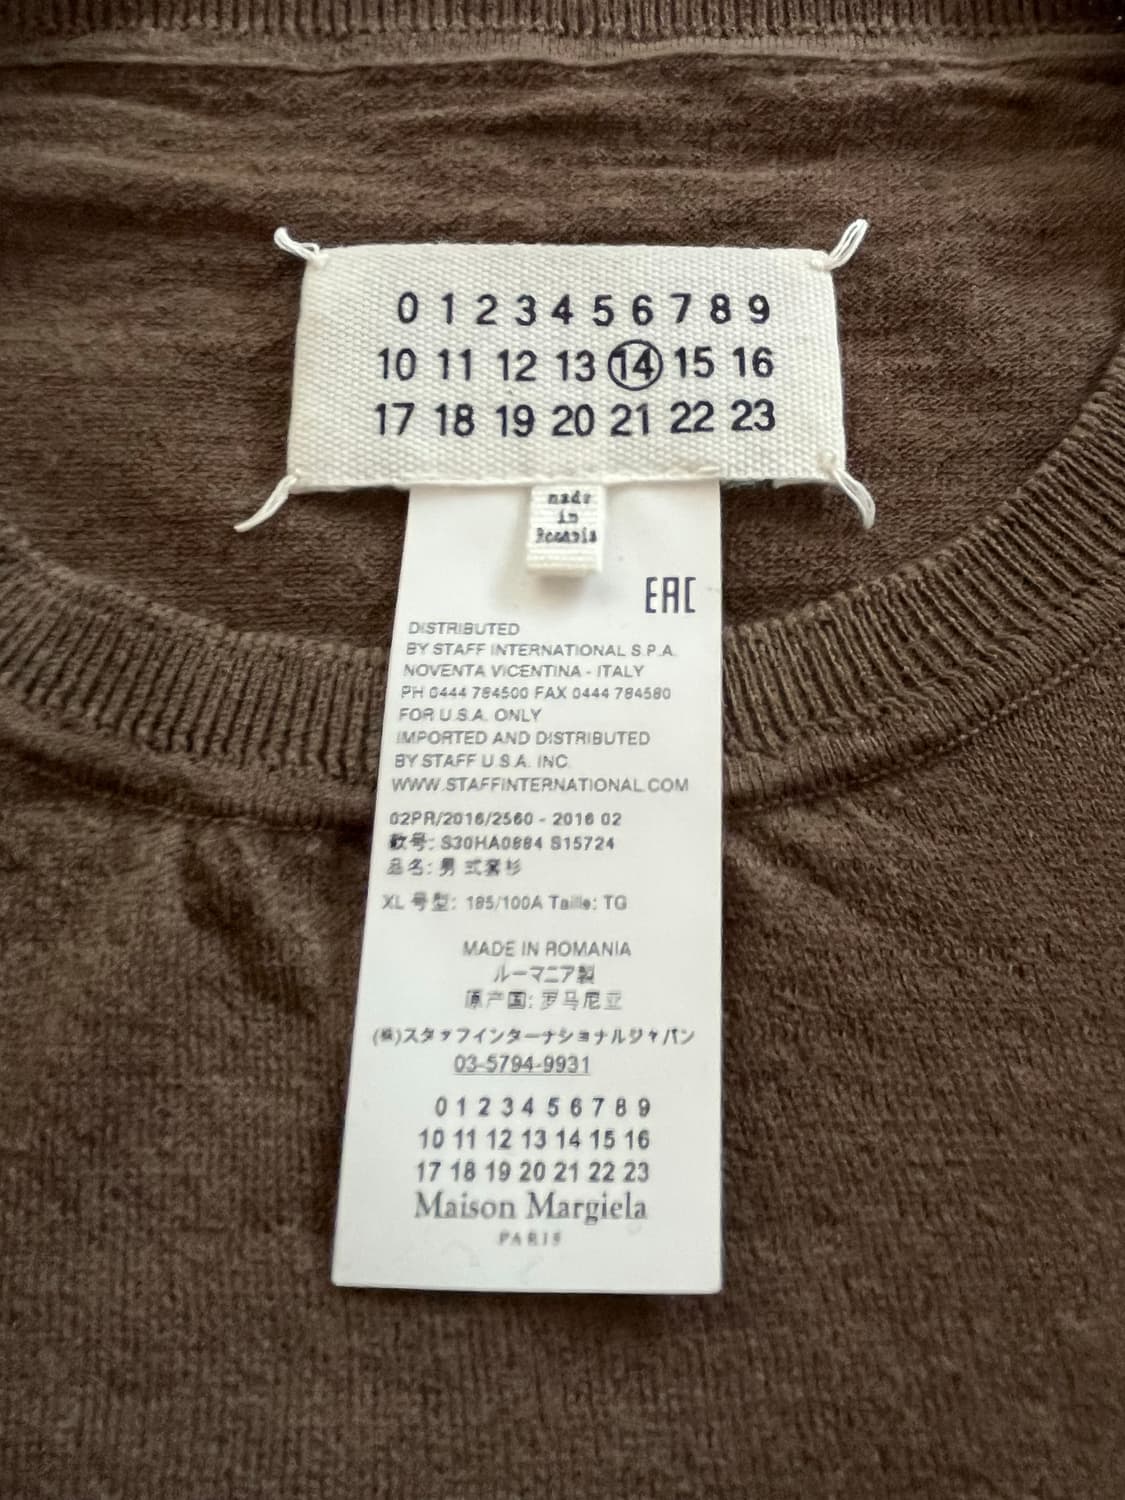 0 1 2 3 4 5 6 7 8 9
10 11 12 13 14 15 16
17 18 19 20 21 22 23
made
in
Romania
EAC
DISTRIBUTED
BY STAFF INTERNATIONAL S.P.A.
NOVENTA VICENTINA - ITALY
PH 0444 784500 FAX 0444 784580
FOR U.S.A. ONLY
IMPORTED AND DISTRIBUTED
BY STAFF U.S.A. INC.
WWW.STAFFINTERNATIONAL.COM
02PR/2016/2560 - 2016 02
款号: S30HA0884 S15724
品名: 男式套衫
XL 号型: 185/100A Taille: TG
MADE IN ROMANIA
ルーマニア製
原产国: 罗马尼亚
(株)スタッフインターナショナルジャパン
03-5794-9931
0 1 2 3 4 5 6 7 8 9
10 11 12 13 14 15 16
17 18 19 20 21 22 23
Maison Margiela
PARIS